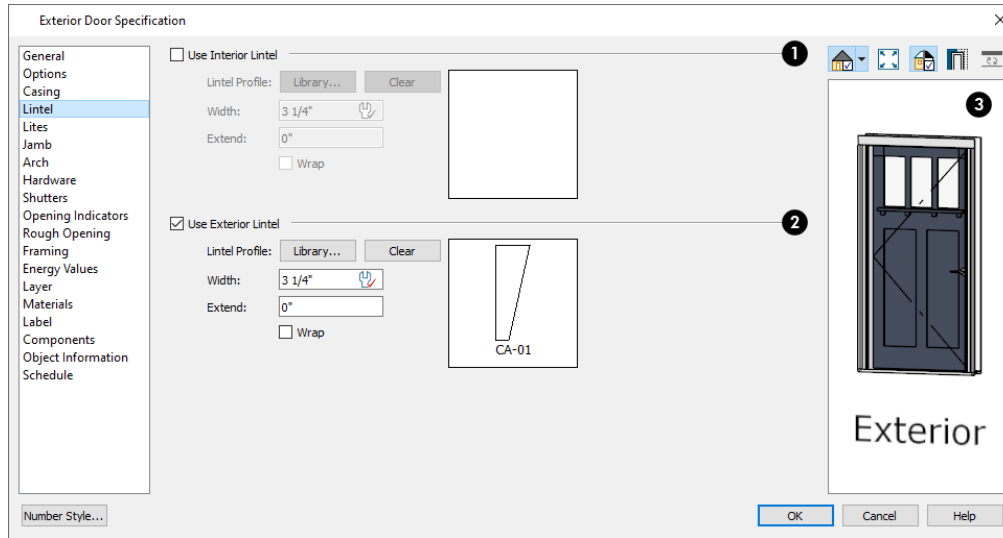 Exterior Door Specification
General
Options
Casing
Lintel
Lites
Jamb
Arch
Hardware
Shutters
Opening Indicators
Rough Opening
Framing
Energy Values
Layer
Materials
Label
Components
Object Information
Schedule
Use Interior Lintel
1
Lintel Profile: Library... Clear
Width: 3 1/4"
Extend: 0"
Wrap
Use Exterior Lintel
2
Lintel Profile: Library... Clear
Width: 3 1/4"
Extend: 0"
Wrap
CA-01
3
Exterior
Number Style...
OK Cancel Help